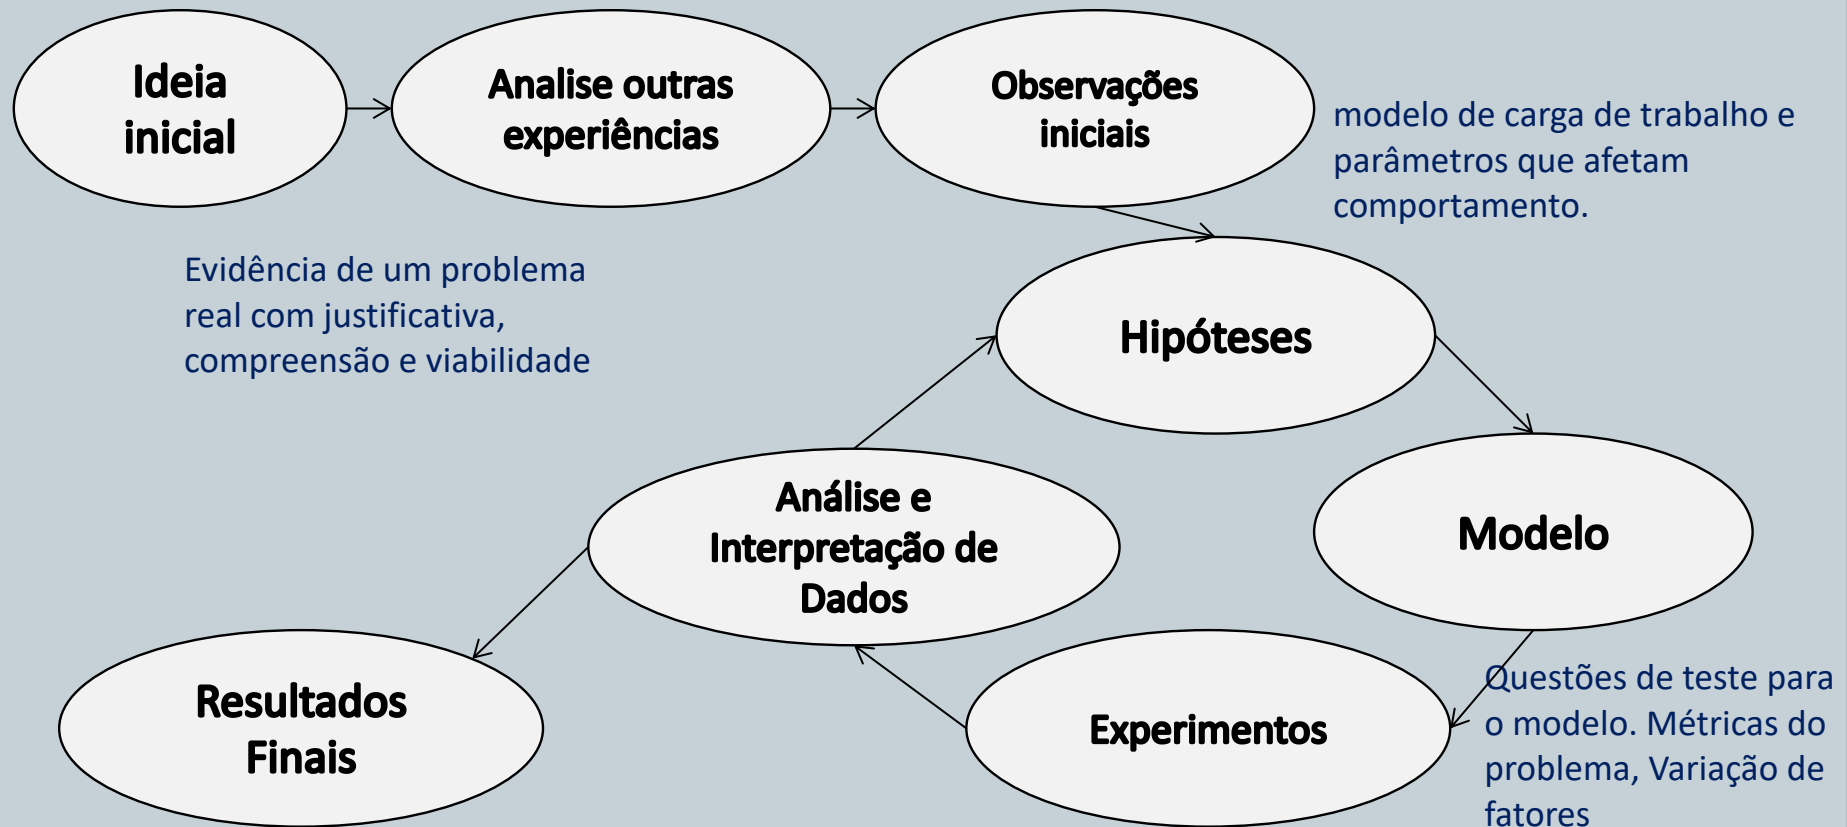 Ideia
inicial
Analise outras
experiências
Observações
iniciais
modelo de carga de trabalho e
parâmetros que afetam
comportamento.
Evidência de um problema
real com justificativa,
compreensão e viabilidade
Hipóteses
Análise e
Interpretação de
Dados
Modelo
Resultados
Finais
Experimentos
Questões de teste para
o modelo. Métricas do
problema, Variação de
fatores